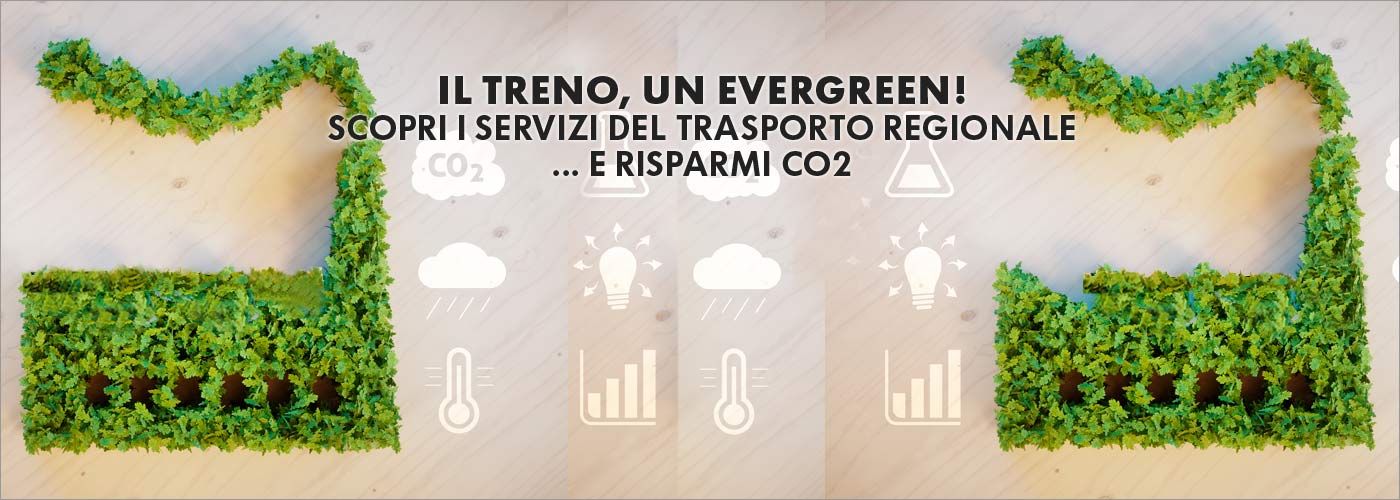 IL TRENO, UN EVERGREEN!
SCOPRI I SERVIZI DEL TRASPORTO REGIONALE
... E RISPARMI CO2
CO2
CO2